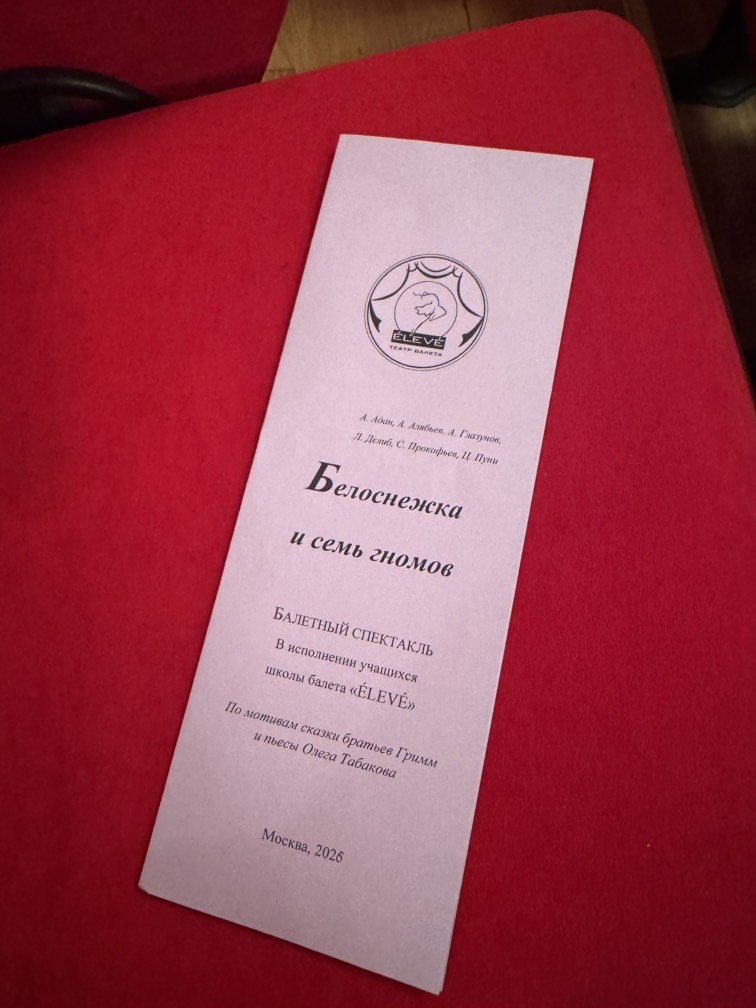 ÉLEVÉ
ТЕАТР БАЛЕТА
А. Адан, А. Алябьев, А. Глазунов,
Л. Делиб, С. Прокофьев, Ц. Пуни
Белоснежка
и семь гномов
БАЛЕТНЫЙ СПЕКТАКЛЬ
В исполнении учащихся
школы балета «ÉLEVÉ»
По мотивам сказки братьев Гримм
и пьесы Олега Табакова
Москва, 2026